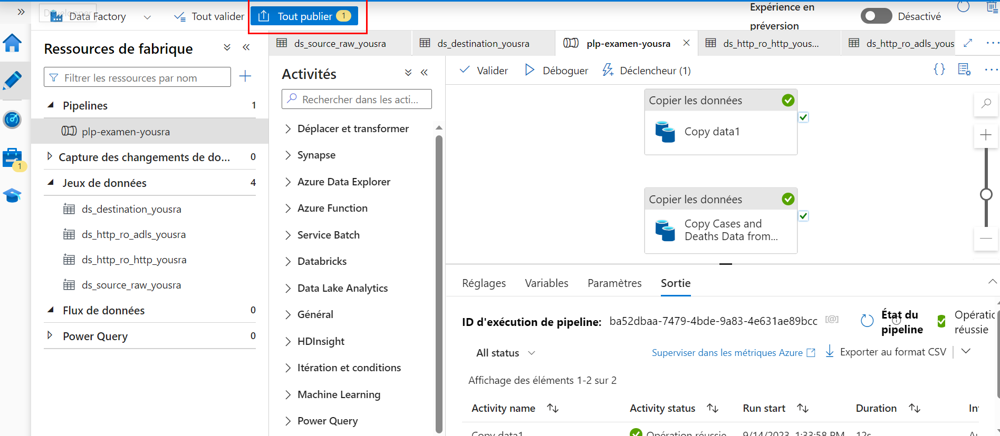 Data Factory
Tout valider
Tout publier
1
Expérience en
préversion
Désactivé
Ressources de fabrique
Filtrer les ressources par nom
Pipelines 1
plp-examen-yousra
Capture des changements de do... 0
Jeux de données 4
ds_destination_yousra
ds_http_ro_adls_yousra
ds_http_ro_http_yousra
ds_source_raw_yousra
Flux de données 0
Power Query 0
1
ds_source_raw_yousra
ds_destination_yousra
plp-examen-yousra
ds_http_ro_http_yous...
ds_http_ro_adls_yous
Activités
Rechercher dans les acti...
Déplacer et transformer
Synapse
Azure Data Explorer
Azure Function
Service Batch
Databricks
Data Lake Analytics
Général
HDInsight
Itération et conditions
Machine Learning
Power Query
Valider
Déboguer
Déclencheur (1)
{}
Copier les données
Copy data1
Copier les données
Copy Cases and
Deaths Data from...
Réglages
Variables
Paramètres
Sortie
ID d'exécution de pipeline: ba52dbaa-7479-4bde-9a83-4e631ae89bcc
[@]
État du
pipeline
Opératic
réussie
All status
Superviser dans les métriques Azure
Exporter au format CSV
Affichage des éléments 1-2 sur 2
Activity name
Activity status
Run start
Duration
Copy data1
Opération réussie
9/14/2023, 1:33:58 PM
12s